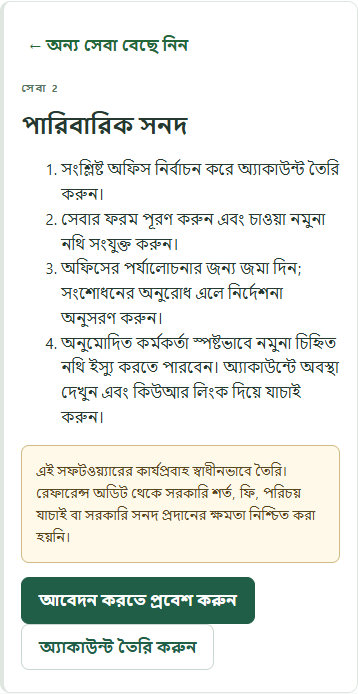 ← অন্য সেবা বেছে নিন
সেবা 2
পারিবারিক সনদ
1. সংশ্লিষ্ট অফিস নির্বাচন করে অ্যাকাউন্ট তৈরি
করুন।
2. সেবার ফরম পূরণ করুন এবং চাওয়া নমুনা
নথি সংযুক্ত করুন।
3. অফিসের পর্যালোচনার জন্য জমা দিন;
সংশোধনের অনুরোধ এলে নির্দেশনা
অনুসরণ করুন।
4. অনুমোদিত কর্মকর্তা স্পষ্টভাবে নমুনা চিহ্নিত
নথি ইস্যু করতে পারবেন। অ্যাকাউন্টে অবস্থা
দেখুন এবং কিউআর লিংক দিয়ে যাচাই
করুন।
এই সফটওয়্যারের কার্যপ্রবাহ স্বাধীনভাবে তৈরি।
রেফারেন্স অডিট থেকে সরকারি শর্ত, ফি, পরিচয়
যাচাই বা সরকারি সনদ প্রদানের ক্ষমতা নিশ্চিত করা
হয়নি।
আবেদন করতে প্রবেশ করুন
অ্যাকাউন্ট তৈরি করুন